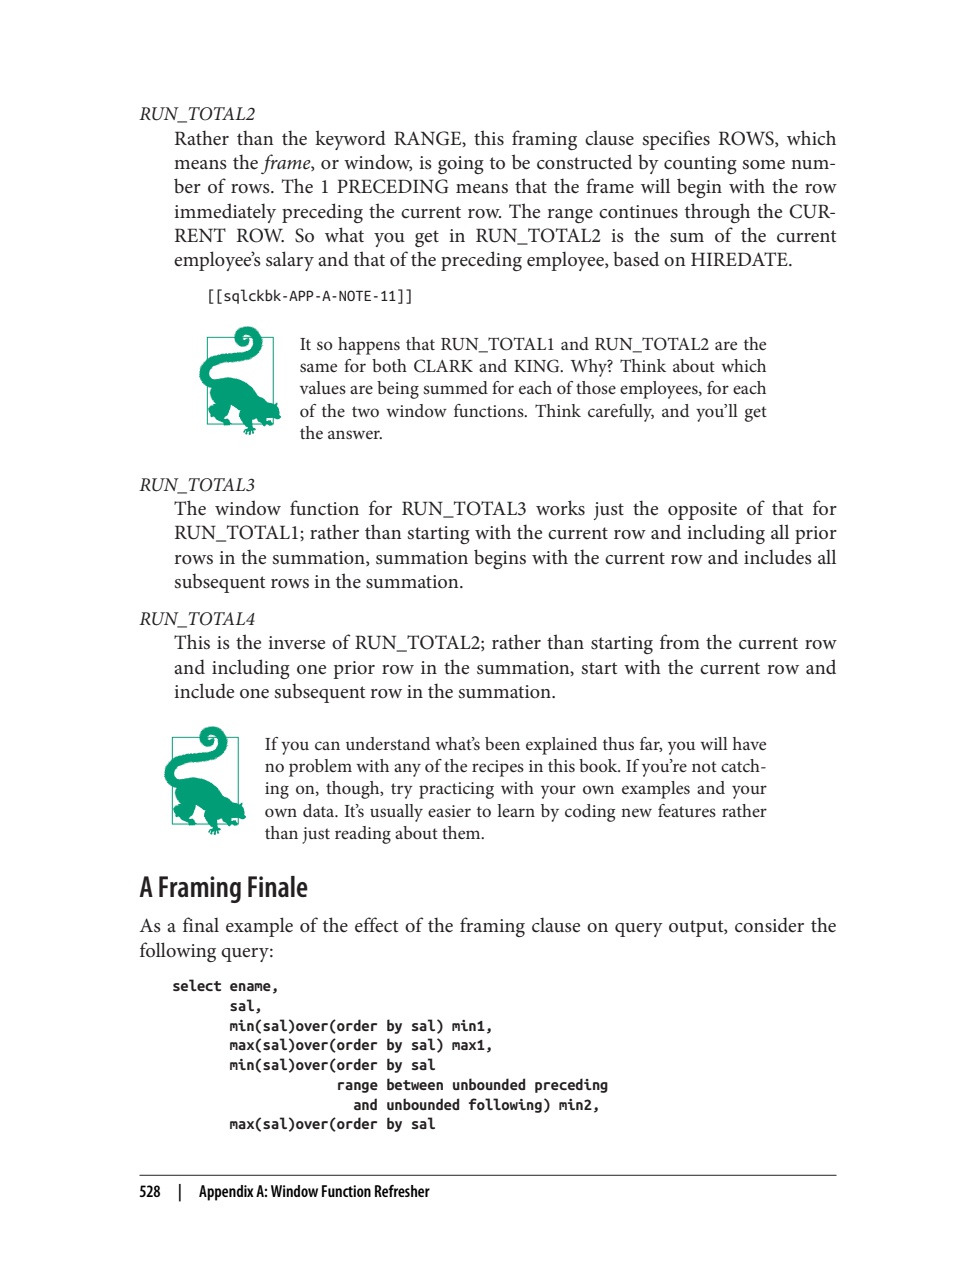 RUN_TOTAL2
Rather than the keyword RANGE, this framing clause specifies ROWS, which
means the frame, or window, is going to be constructed by counting some num-
ber of rows. The 1 PRECEDING means that the frame will begin with the row
immediately preceding the current row. The range continues through the CUR-
RENT ROW. So what you get in RUN_TOTAL2 is the sum of the current
employee’s salary and that of the preceding employee, based on HIREDATE.
[[sqlckbk-APP-A-NOTE-11]]
It so happens that RUN_TOTAL1 and RUN_TOTAL2 are the
same for both CLARK and KING. Why? Think about which
values are being summed for each of those employees, for each
of the two window functions. Think carefully, and you’ll get
the answer.
RUN_TOTAL3
The window function for RUN_TOTAL3 works just the opposite of that for
RUN_TOTAL1; rather than starting with the current row and including all prior
rows in the summation, summation begins with the current row and includes all
subsequent rows in the summation.
RUN_TOTAL4
This is the inverse of RUN_TOTAL2; rather than starting from the current row
and including one prior row in the summation, start with the current row and
include one subsequent row in the summation.
If you can understand what’s been explained thus far, you will have
no problem with any of the recipes in this book. If you’re not catch-
ing on, though, try practicing with your own examples and your
own data. It’s usually easier to learn by coding new features rather
than just reading about them.
A Framing Finale
As a final example of the effect of the framing clause on query output, consider the
following query:
select ename,
sal,
min(sal)over(order by sal) min1,
max(sal)over(order by sal) max1,
min(sal)over(order by sal
range between unbounded preceding
and unbounded following) min2,
max(sal)over(order by sal
528 | Appendix A: Window Function Refresher